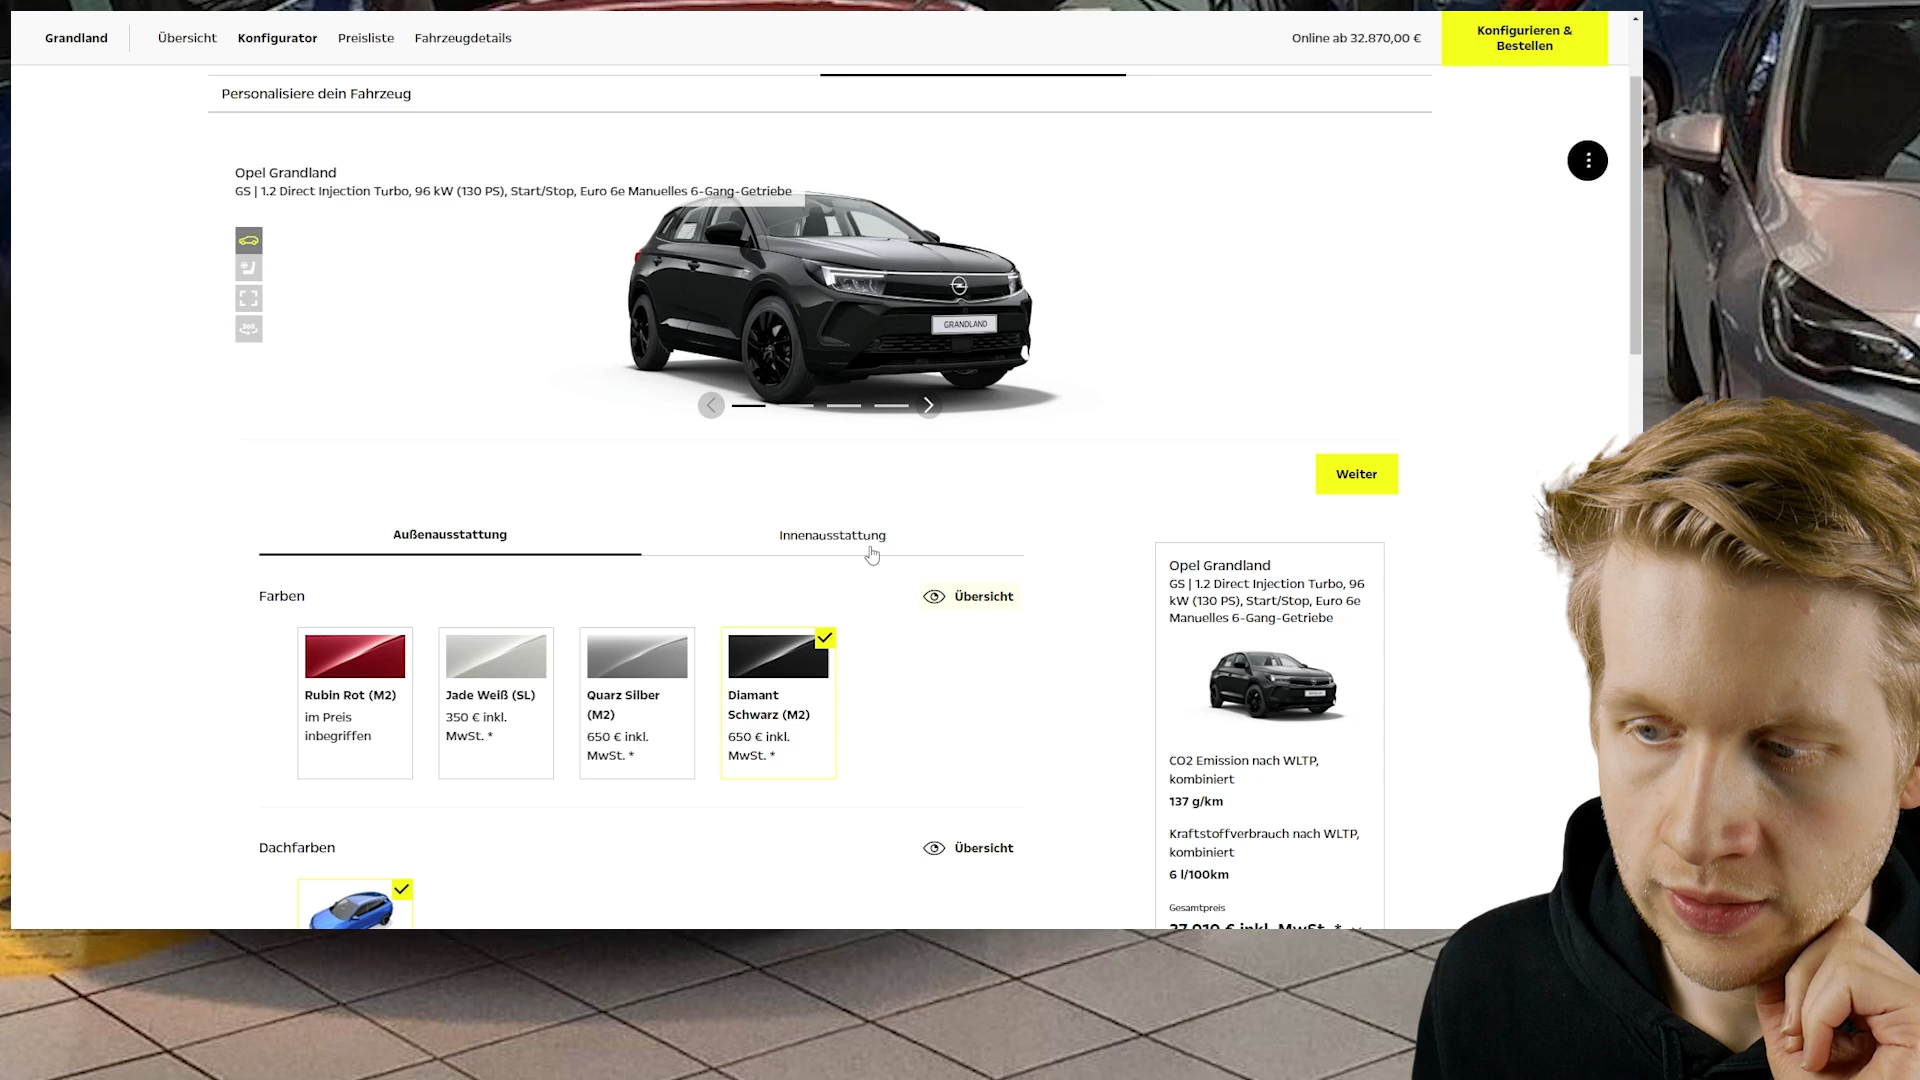 Grandland
Übersicht
Konfigurator
Preisliste
Fahrzeugdetails
Online ab 32.870,00 €
Konfigurieren &
Bestellen
Personalisiere dein Fahrzeug
Opel Grandland
GS | 1.2 Direct Injection Turbo, 96 kW (130 PS), Start/Stop, Euro 6e Manuelles 6-Gang-Getriebe
360
GRANDLAND
Weiter
Außenausstattung
Innenausstattung
Farben
Übersicht
Rubin Rot (M2)
im Preis
inbegriffen
Jade Weiß (SL)
350 € inkl.
MwSt. *
Quarz Silber
(M2)
650 € inkl.
MwSt. *
Diamant
Schwarz (M2)
650 € inkl.
MwSt. *
Dachfarben
Übersicht
Opel Grandland
GS | 1.2 Direct Injection Turbo, 96
kW (130 PS), Start/Stop, Euro 6e
Manuelles 6-Gang-Getriebe
CO2 Emission nach WLTP,
kombiniert
137 g/km
Kraftstoffverbrauch nach WLTP,
kombiniert
6 l/100km
Gesamtpreis
37.010 € inkl. MwSt. *